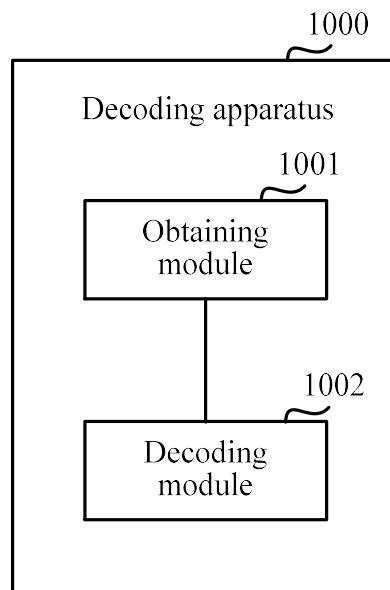 1000
Decoding apparatus
1001
Obtaining
module
1002
Decoding
module